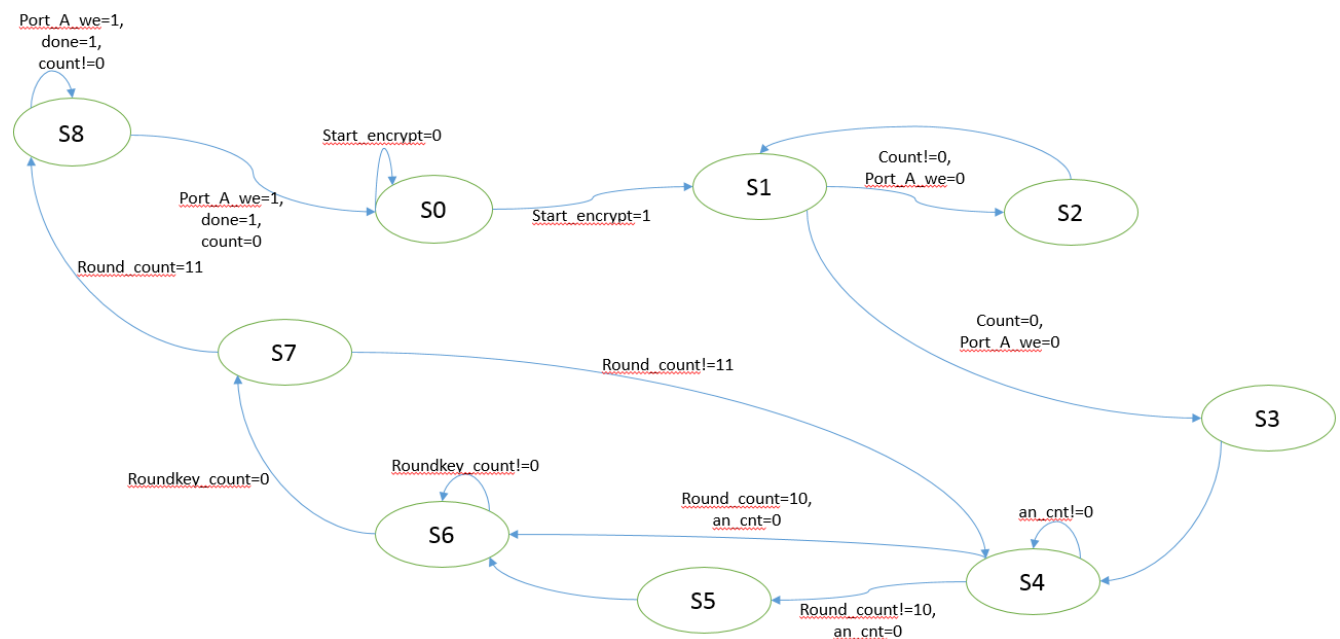 Port_A_we=1,
done=1,
count!=0
S8
Start_encrypt=0
Port_A_we=1,
done=1,
count=0
S0
Start_encrypt=1
S1
Count!=0,
Port_A_we=0
S2
Round_count=11
S7
Round_count!=11
Count=0,
Port_A_we=0
S3
Roundkey_count=0
Roundkey_count!=0
S6
Round_count=10,
an_cnt=0
an_cnt!=0
S4
S5
Round_count!=10,
an_cnt=0